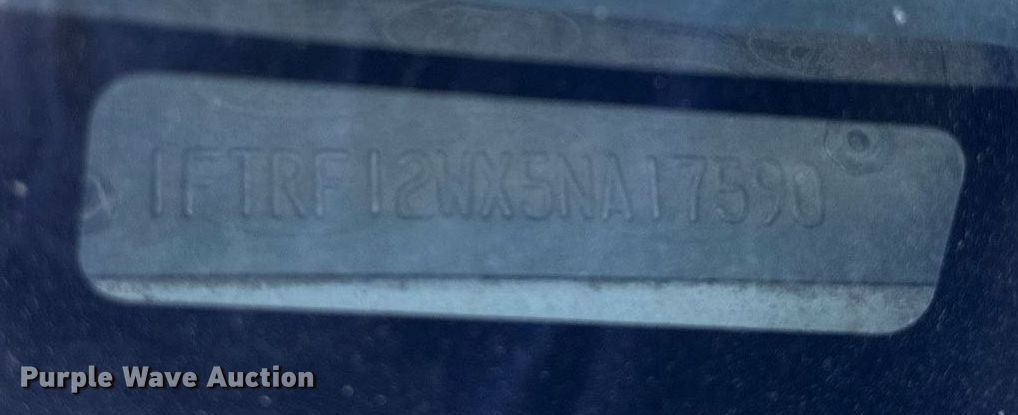 1FTRF12WX5NA17590
Purple Wave Auction